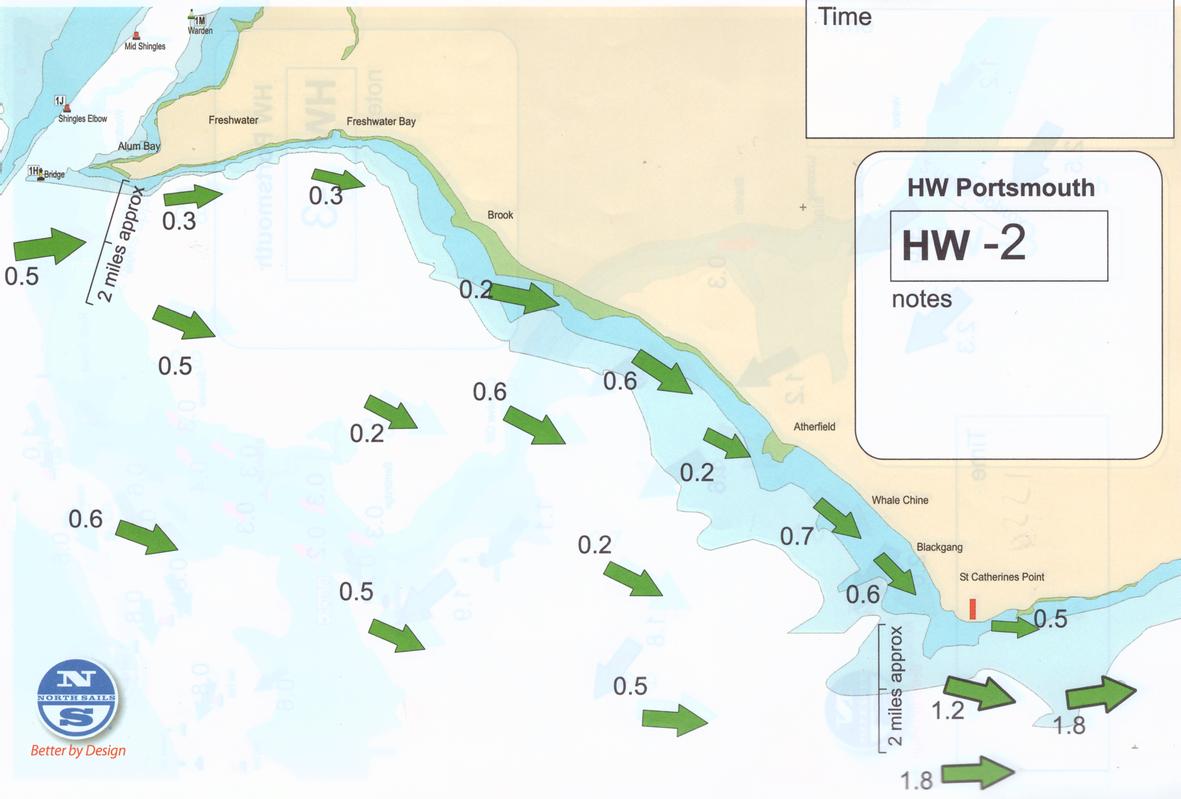 Time
1M
Warden
Mid Shingles
1J
Shingles Elbow
Freshwater
Freshwater Bay
Alum Bay
1H
Bridge
HW Portsmouth
HW -2
notes
0.3
0.3
2 miles approx
0.5
Brook
0.2
0.5
0.6
0.6
0.2
Atherfield
0.2
Whale Chine
0.6
0.7
0.2
Blackgang
St Catherines Point
0.5
0.6
0.5
2 miles approx
0.5
1.2
1.8
1.8
N
NORTH SAILS
S
Better by Design